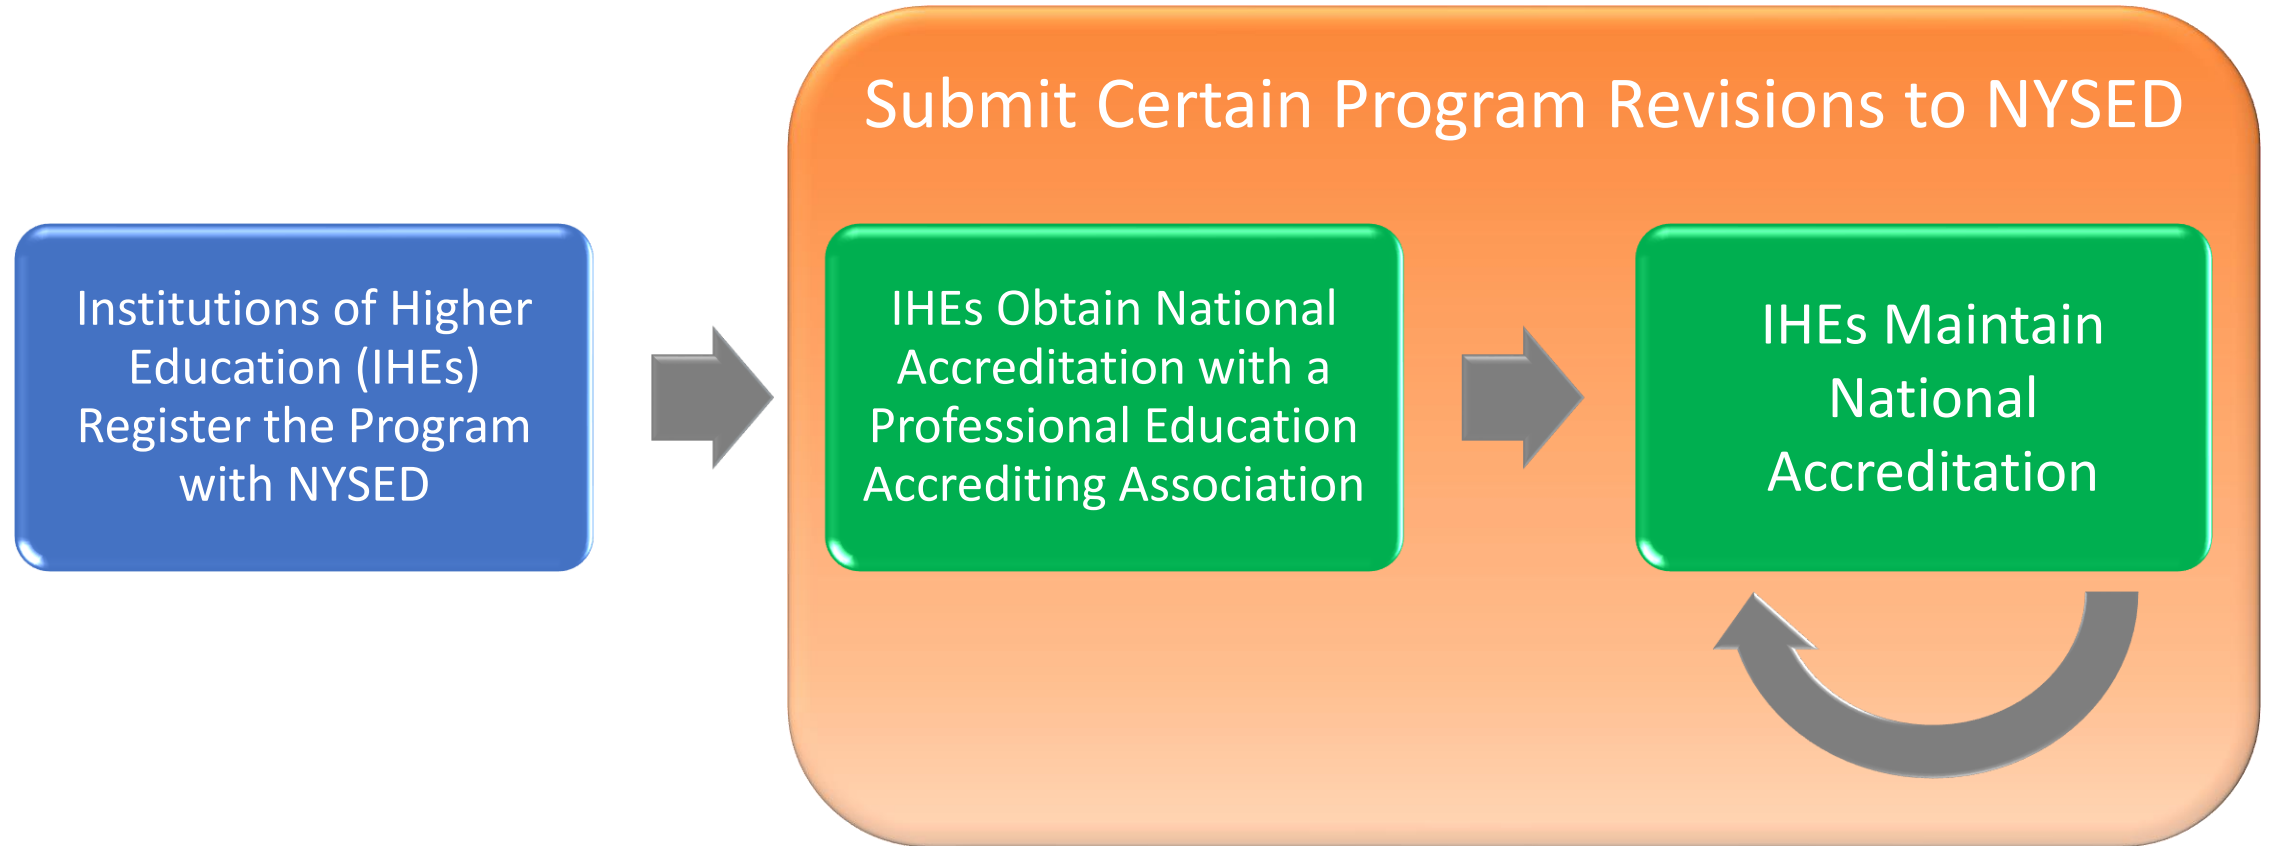 Submit Certain Program Revisions to NYSED
Institutions of Higher
Education (IHEs)
Register the Program
with NYSED
IHEs Obtain National
Accreditation with a
Professional Education
Accrediting Association
IHEs Maintain
National
Accreditation